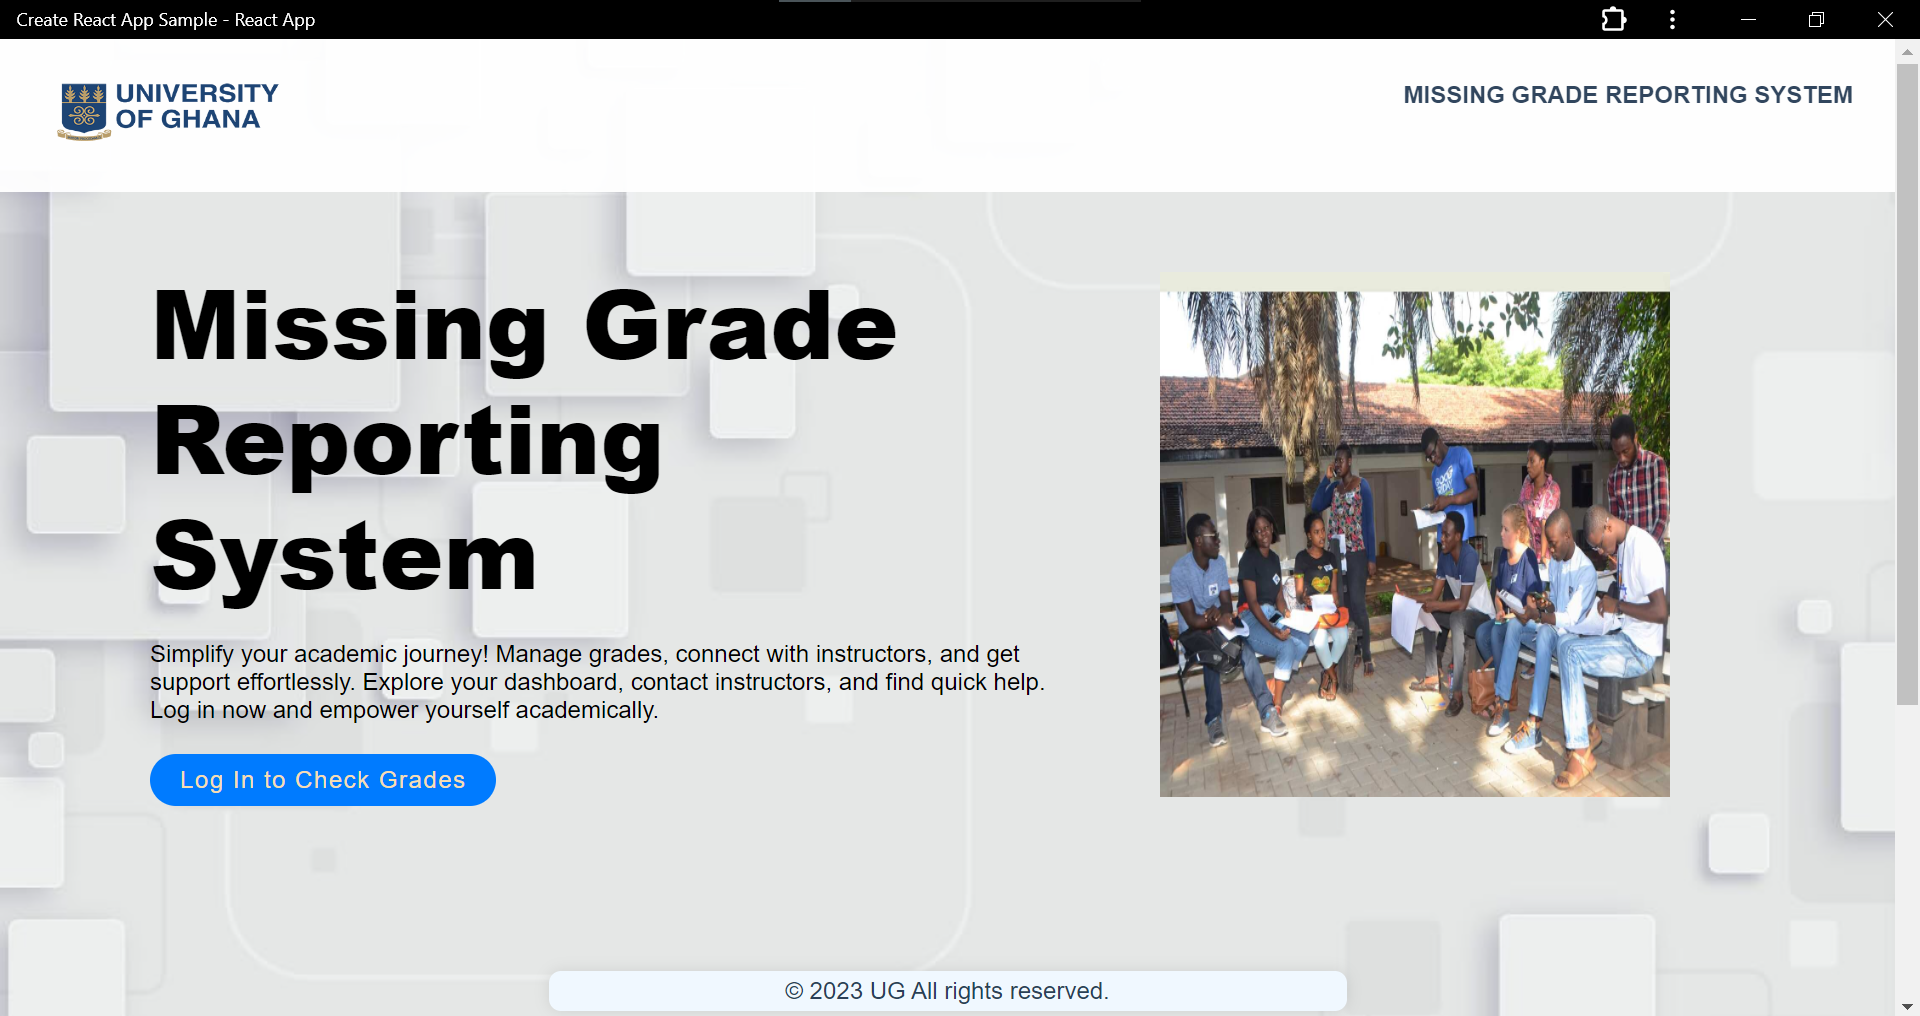 Create React App Sample - React App
UNIVERSITY
OF GHANA
MISSING GRADE REPORTING SYSTEM
Missing Grade
Reporting
System
Simplify your academic journey! Manage grades, connect with instructors, and get
support effortlessly. Explore your dashboard, contact instructors, and find quick help.
Log in now and empower yourself academically.
Log In to Check Grades
© 2023 UG All rights reserved.